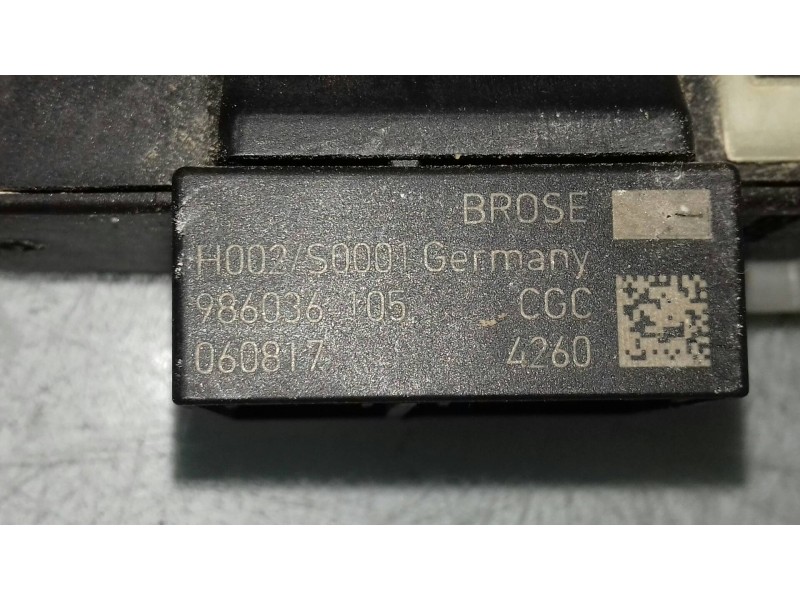 BROSE
H002/S0001 Germany
986036 105 CGC
060817 4260